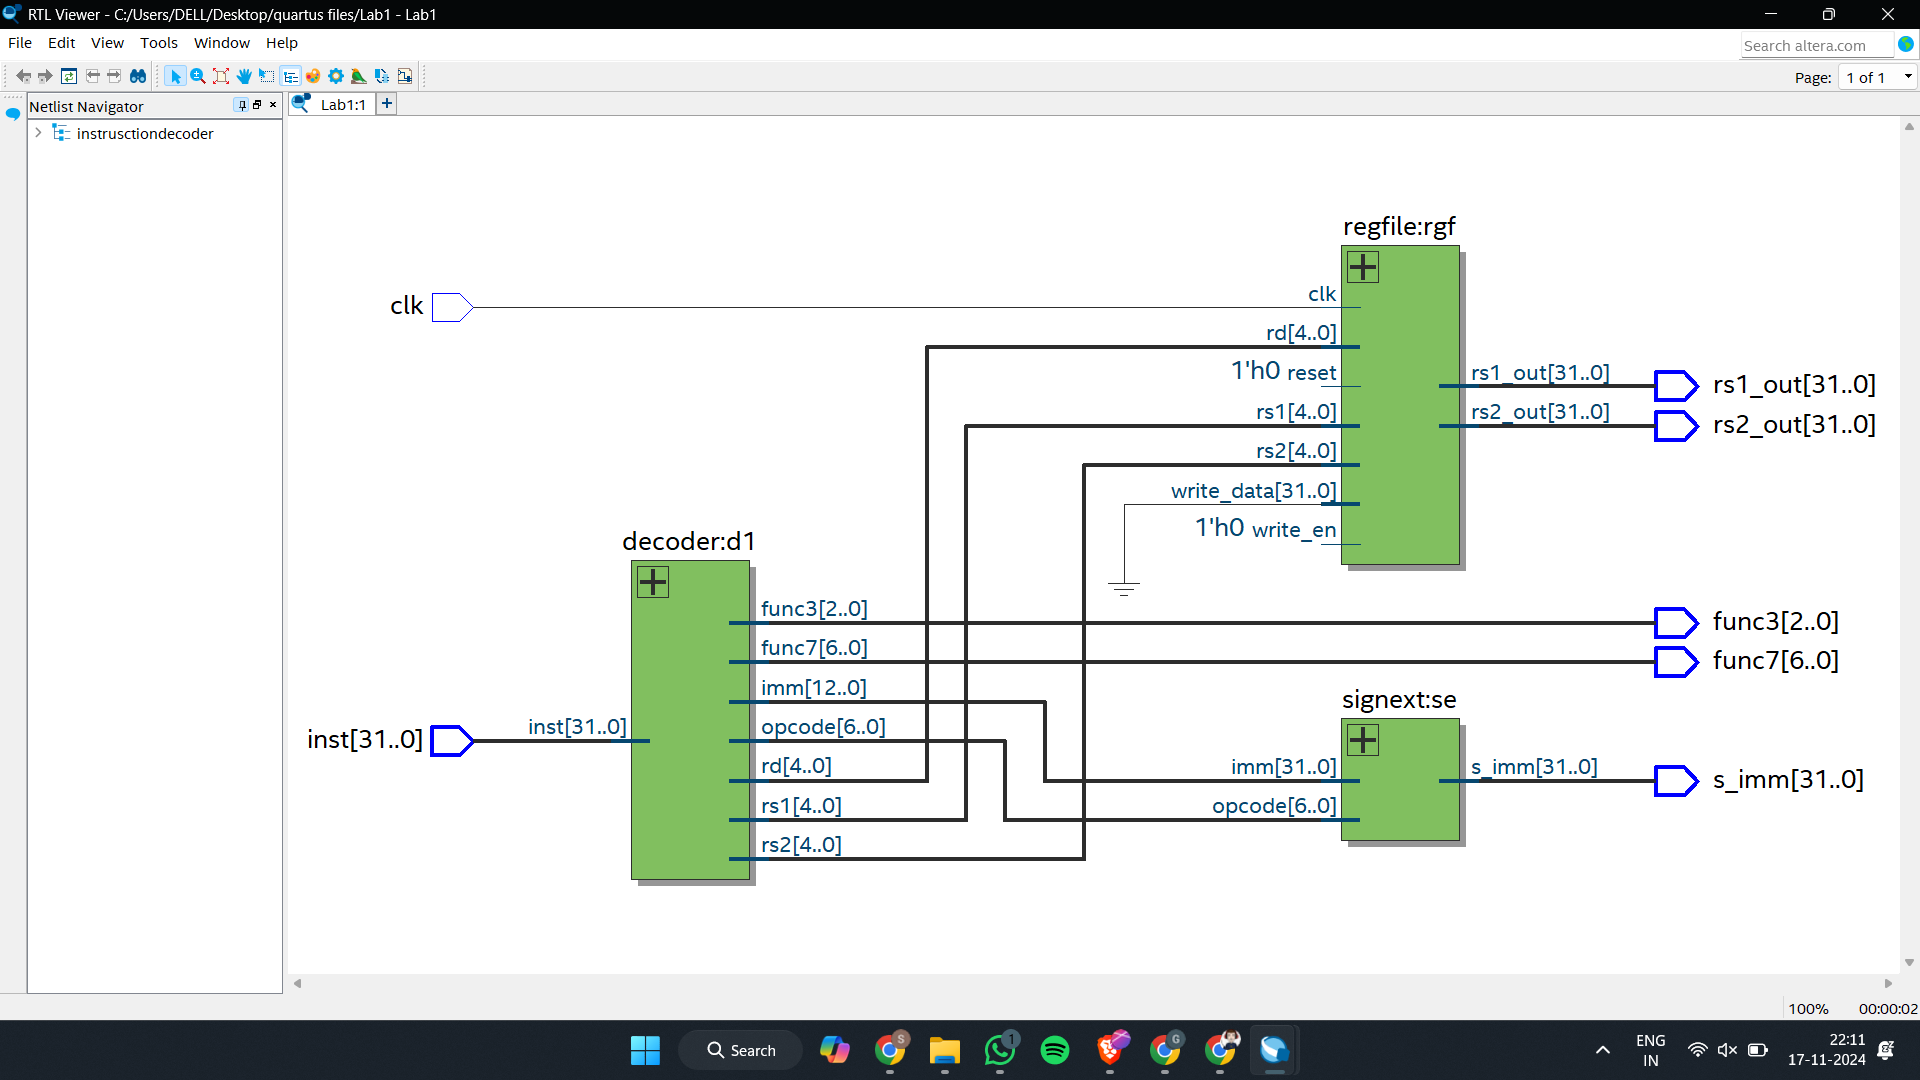 RTL Viewer - C:/Users/DELL/Desktop/quartus files/Lab1 - Lab1
File Edit View Tools Window Help
Search altera.com
Page: 1 of 1
Netlist Navigator
Lab1:1
instrusctiondecoder
regfile:rgf
clk
clk
rd[4..0]
1'h0 reset
rs1_out[31..0]
rs1_out[31..0]
rs1[4..0]
rs2_out[31..0]
rs2_out[31..0]
rs2[4..0]
write_data[31..0]
1'h0 write_en
decoder:d1
func3[2..0]
func3[2..0]
func7[6..0]
func7[6..0]
imm[12..0]
signext:se
inst[31..0]
inst[31..0]
opcode[6..0]
rd[4..0]
imm[31..0]
s_imm[31..0]
s_imm[31..0]
rs1[4..0]
opcode[6..0]
rs2[4..0]
100% 00:00:02
Search
S
1
G
ENG
IN
22:11
17-11-2024